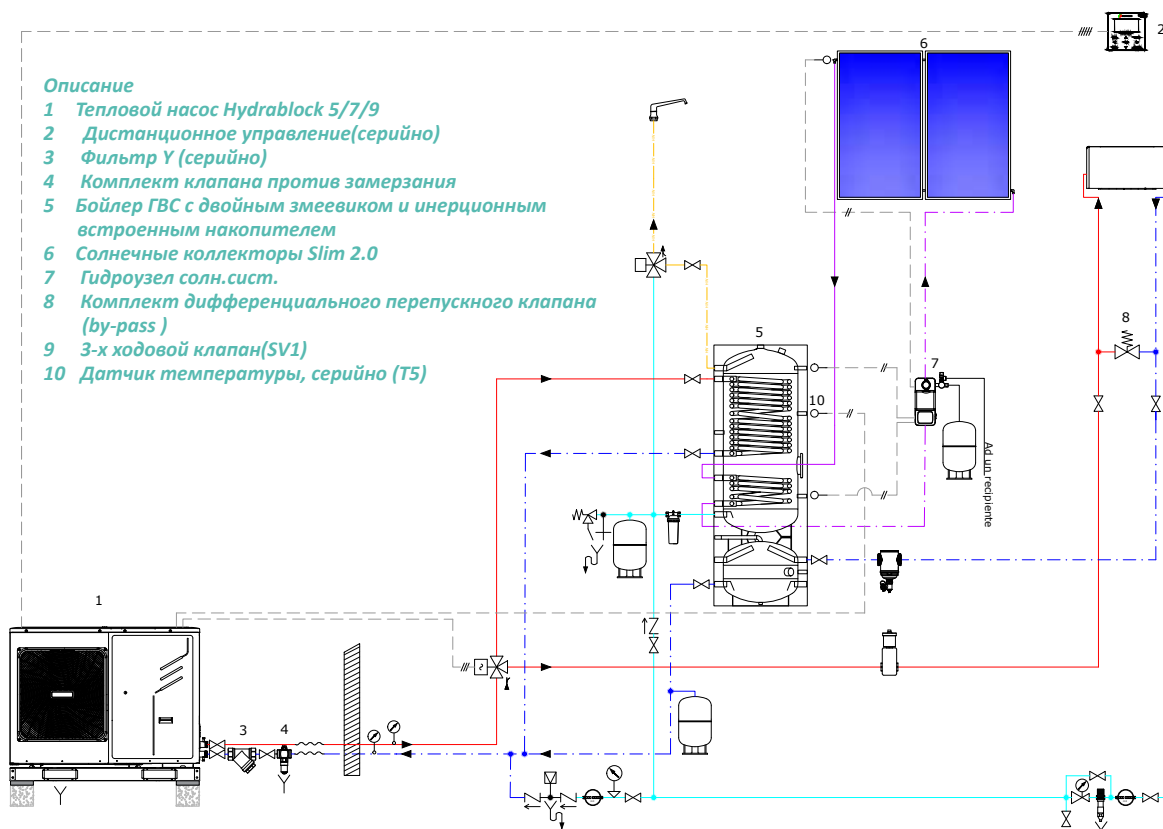 2
6
Описание
1 Тепловой насос Hydrablock 5/7/9
2 Дистанционное управление(серийно)
3 Фильтр Y (серийно)
4 Комплект клапана против замерзания
5 Бойлер ГВС с двойным змеевиком и инерционным
встроенным накопителем
6 Солнечные коллекторы Slim 2.0
7 Гидроузел солн.сист.
8 Комплект дифференциального перепускного клапана
(by-pass )
9 3-х ходовой клапан(SV1)
10 Датчик температуры, серийно (T5)
8
5
7
10
Ad un recipiente
1
3
4